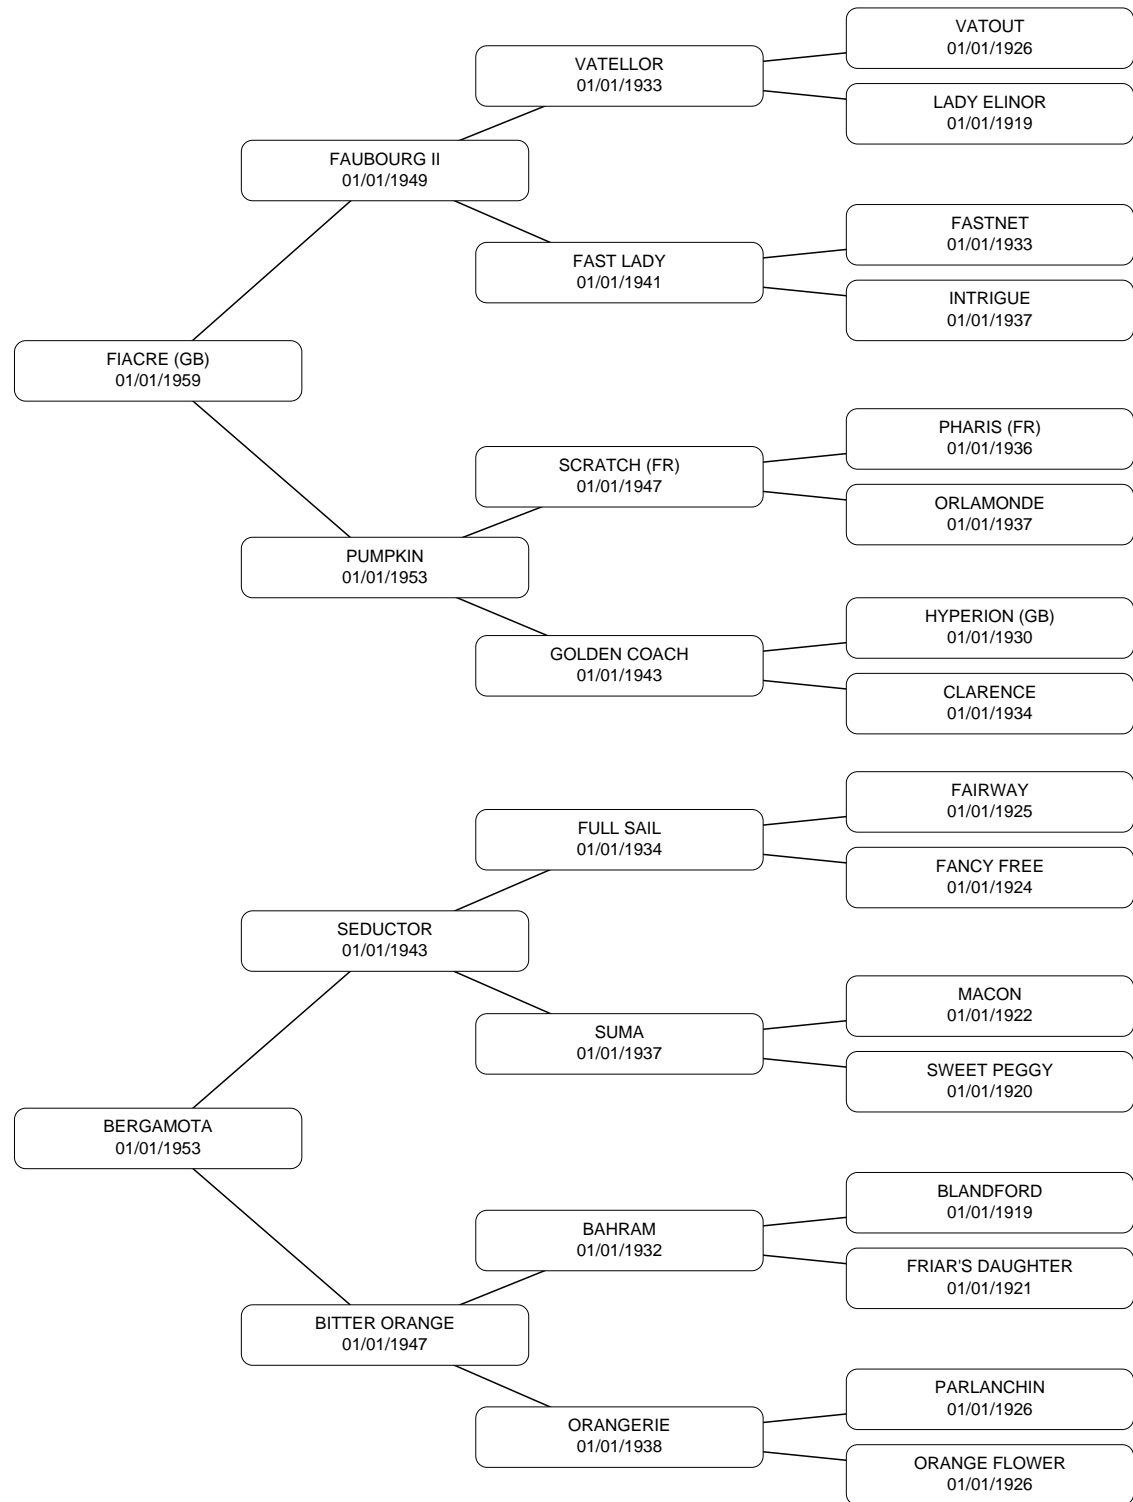 VATOUT
01/01/1926
VATELLOR
01/01/1933
LADY ELINOR
01/01/1919
FAUBOURG II
01/01/1949
FASTNET
01/01/1933
FAST LADY
01/01/1941
INTRIGUE
01/01/1937
FIACRE (GB)
01/01/1959
PHARIS (FR)
01/01/1936
SCRATCH (FR)
01/01/1947
ORLAMONDE
01/01/1937
PUMPKIN
01/01/1953
HYPERION (GB)
01/01/1930
GOLDEN COACH
01/01/1943
CLARENCE
01/01/1934
FAIRWAY
01/01/1925
FULL SAIL
01/01/1934
FANCY FREE
01/01/1924
SEDUCTOR
01/01/1943
MACON
01/01/1922
SUMA
01/01/1937
SWEET PEGGY
01/01/1920
BERGAMOTA
01/01/1953
BLANDFORD
01/01/1919
BAHRAM
01/01/1932
FRIAR'S DAUGHTER
01/01/1921
BITTER ORANGE
01/01/1947
PARLANCHIN
01/01/1926
ORANGERIE
01/01/1938
ORANGE FLOWER
01/01/1926